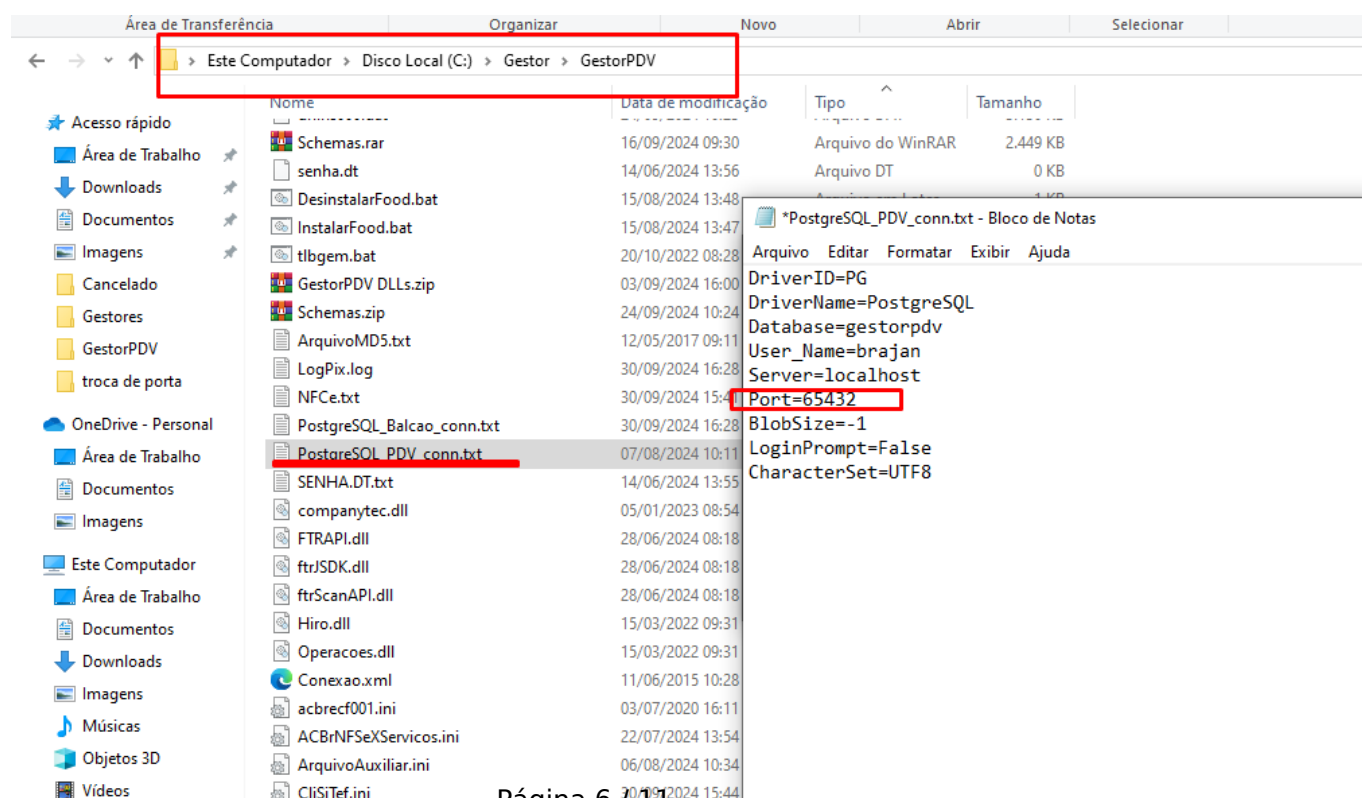 Área de Transferência Organizar Novo Abrir Selecionar
Este Computador > Disco Local (C:) > Gestor > GestorPDV
Nome Data de modificação Tipo Tamanho
Acesso rápido
Área de Trabalho
Downloads
Documentos
Imagens
Cancelado
Gestores
GestorPDV
troca de porta
OneDrive - Personal
Área de Trabalho
Documentos
Imagens
Este Computador
Área de Trabalho
Documentos
Downloads
Imagens
Músicas
Objetos 3D
Vídeos
Schemas.rar 16/09/2024 09:30 Arquivo do WinRAR 2.449 KB
senha.dt 14/06/2024 13:56 Arquivo DT 0 KB
DesinstalarFood.bat 15/08/2024 13:48
InstalarFood.bat 15/08/2024 13:47
tlbgem.bat 20/10/2022 08:28
GestorPDV DLLs.zip 03/09/2024 16:00
Schemas.zip 24/09/2024 10:24
ArquivoMD5.txt 12/05/2017 09:11
LogPix.log 30/09/2024 16:28
NFCe.txt 30/09/2024
PostgreSQL_Balcao_conn.txt 30/09/2024 16:28
PostgreSQL_PDV_conn.txt 07/08/2024 10:11
SENHA.DT.txt 14/06/2024 13:55
companytec.dll 05/01/2023 08:54
FTRAPI.dll 28/06/2024 08:18
ftrJSDK.dll 28/06/2024 08:18
ftrScanAPI.dll 28/06/2024 08:18
Hiro.dll 15/03/2022 09:31
Operacoes.dll 15/03/2022 09:31
Conexao.xml 11/06/2015 10:28
acbrecf001.ini 03/07/2020 16:11
ACBrNFSeXServicos.ini 22/07/2024 13:54
ArquivoAuxiliar.ini 06/08/2024 10:34
CliSiTef.ini 30/09/2024 15:44
*PostgreSQL_PDV_conn.txt - Bloco de Notas
Arquivo Editar Formatar Exibir Ajuda
DriverID=PG
DriverName=PostgreSQL
Database=gestorpdv
User_Name=brajan
Server=localhost
Port=65432
BlobSize=-1
LoginPrompt=False
CharacterSet=UTF8
Página 6 / 11